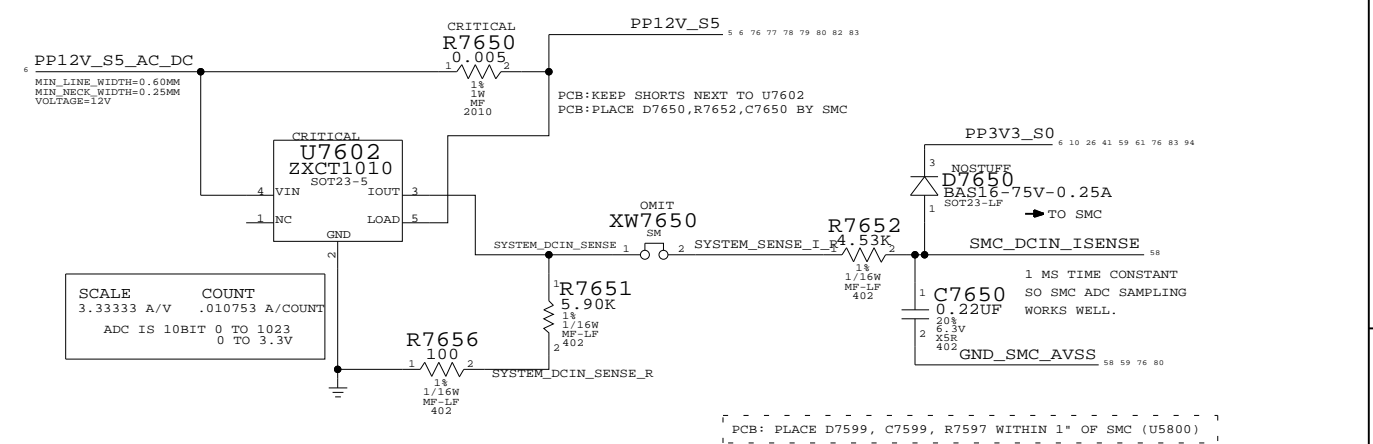 PP12V_S5
5 6 76 77 78 79 80 82 83
CRITICAL
R7650
0.005
1 2
1%
1W
MF
2010
PP12V_S5_AC_DC
6
MIN_LINE_WIDTH=0.60MM
MIN_NECK_WIDTH=0.25MM
VOLTAGE=12V
PCB:KEEP SHORTS NEXT TO U7602
PCB:PLACE D7650,R7652,C7650 BY SMC
CRITICAL
U7602
ZXCT1010
SOT23-5
4 VIN IOUT 3
1 NC LOAD 5
GND
2
PP3V3_S0
6 10 26 41 59 61 76 83 94
3
NOSTUFF
D7650
BAS16-75V-0.25A
SOT23-LF
1
TO SMC
OMIT
XW7650
SM
SYSTEM_DCIN_SENSE 1 2 SYSTEM_SENSE_I_R
R7652
4.53K
1 2
1%
1/16W
MF-LF
402
SMC_DCIN_ISENSE
58
1 MS TIME CONSTANT
SO SMC ADC SAMPLING
WORKS WELL.
1
C7650
0.22UF
20%
6.3V
X5R
402
2
GND_SMC_AVSS
58 59 76 80
1
R7651
5.90K
1%
1/16W
MF-LF
402
2
SCALE COUNT
3.33333 A/V .010753 A/COUNT
ADC IS 10BIT 0 TO 1023
0 TO 3.3V
R7656
100
1 2
1%
1/16W
MF-LF
402
SYSTEM_DCIN_SENSE_R
PCB: PLACE D7599, C7599, R7597 WITHIN 1" OF SMC (U5800)